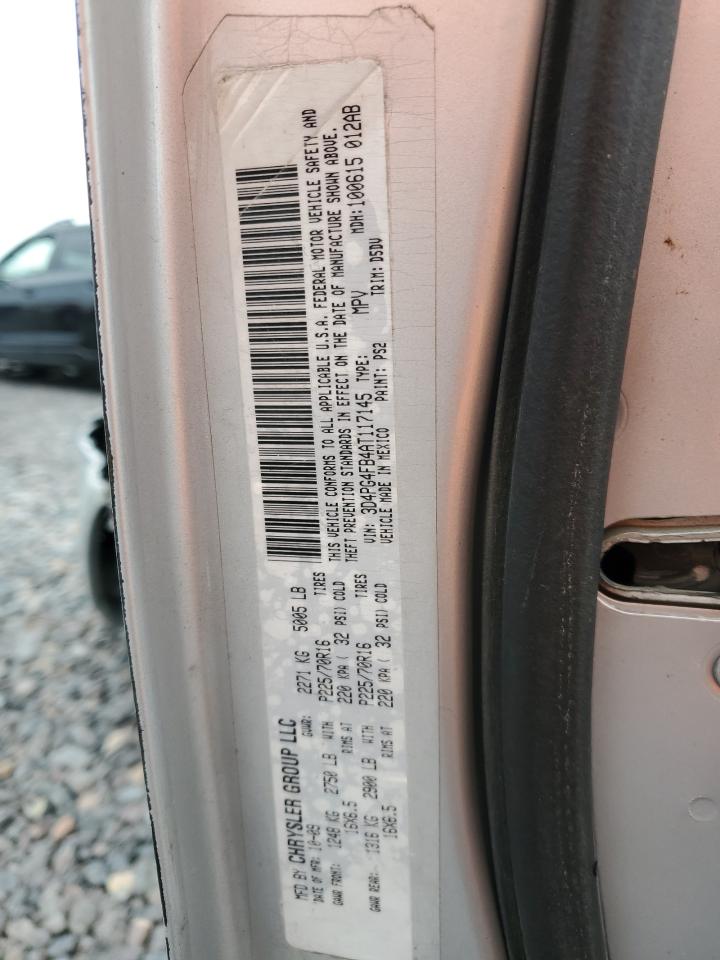 MFD BY CHRYSLER GROUP LLC
DATE OF MFR: 10-09 GVWR: 2271 KG 5005 LB
GAWR FRONT: 1248 KG 2750 LB WITH P225/70R16 TIRES
16X6.5 RIMS AT 220 KPA ( 32 PSI) COLD
GAWR REAR: 1316 KG 2900 LB WITH P225/70R16 TIRES
16X6.5 RIMS AT 220 KPA ( 32 PSI) COLD
THIS VEHICLE CONFORMS TO ALL APPLICABLE U.S.A. FEDERAL MOTOR VEHICLE SAFETY AND
THEFT PREVENTION STANDARDS IN EFFECT ON THE DATE OF MANUFACTURE SHOWN ABOVE.
VIN: 3D4PG4FB4AT117145 TYPE: MPV MDH:100615 012AB
VEHICLE MADE IN MEXICO PAINT: PS2 TRIM: D5DV